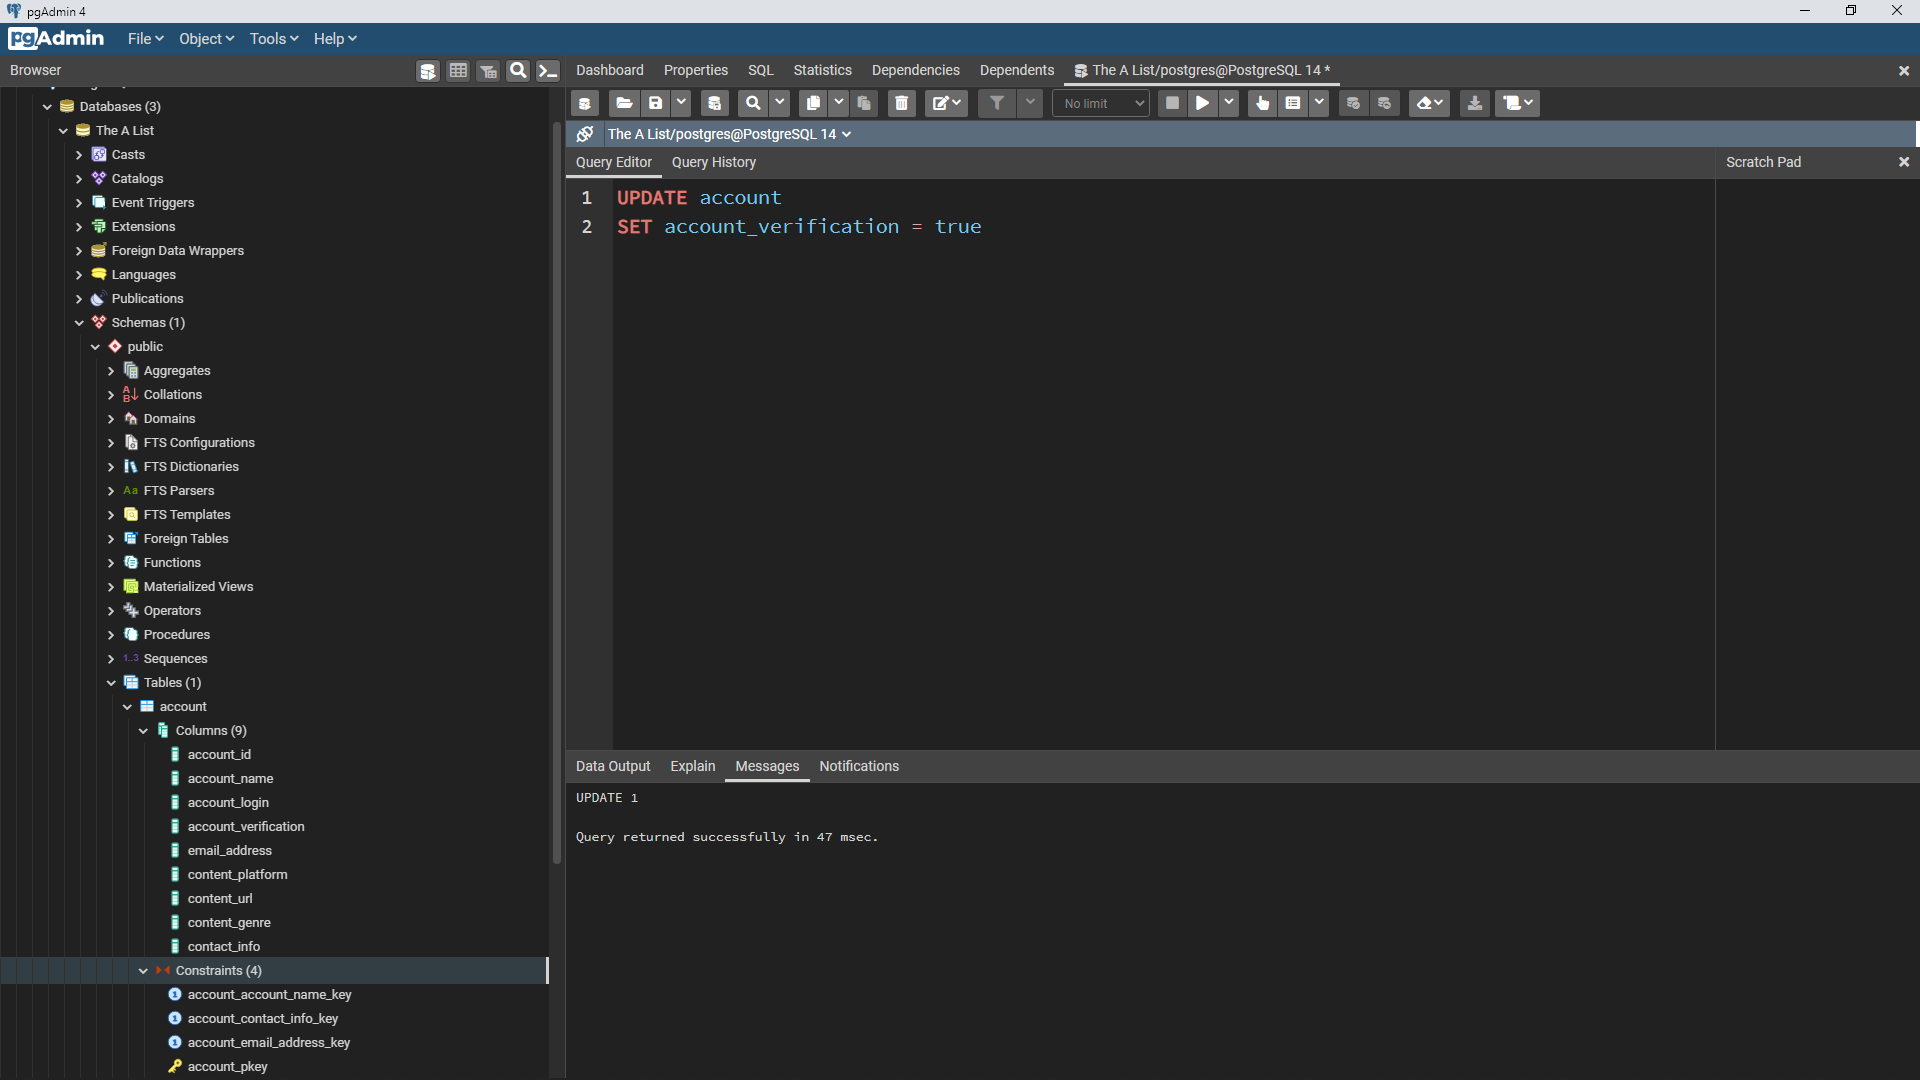 pgAdmin 4
pgAdmin File Object Tools Help
Browser
Dashboard Properties SQL Statistics Dependencies Dependents The A List/postgres@PostgreSQL 14 *
No limit
The A List/postgres@PostgreSQL 14
Query Editor Query History
Scratch Pad
1 UPDATE account
2 SET account_verification = true
Databases (3)
The A List
Casts
Catalogs
Event Triggers
Extensions
Foreign Data Wrappers
Languages
Publications
Schemas (1)
public
Aggregates
Collations
Domains
FTS Configurations
FTS Dictionaries
Aa FTS Parsers
FTS Templates
Foreign Tables
Functions
Materialized Views
Operators
Procedures
1..3 Sequences
Tables (1)
account
Columns (9)
account_id
account_name
account_login
account_verification
email_address
content_platform
content_url
content_genre
contact_info
Constraints (4)
account_account_name_key
account_contact_info_key
account_email_address_key
account_pkey
Data Output Explain Messages Notifications
UPDATE 1
Query returned successfully in 47 msec.